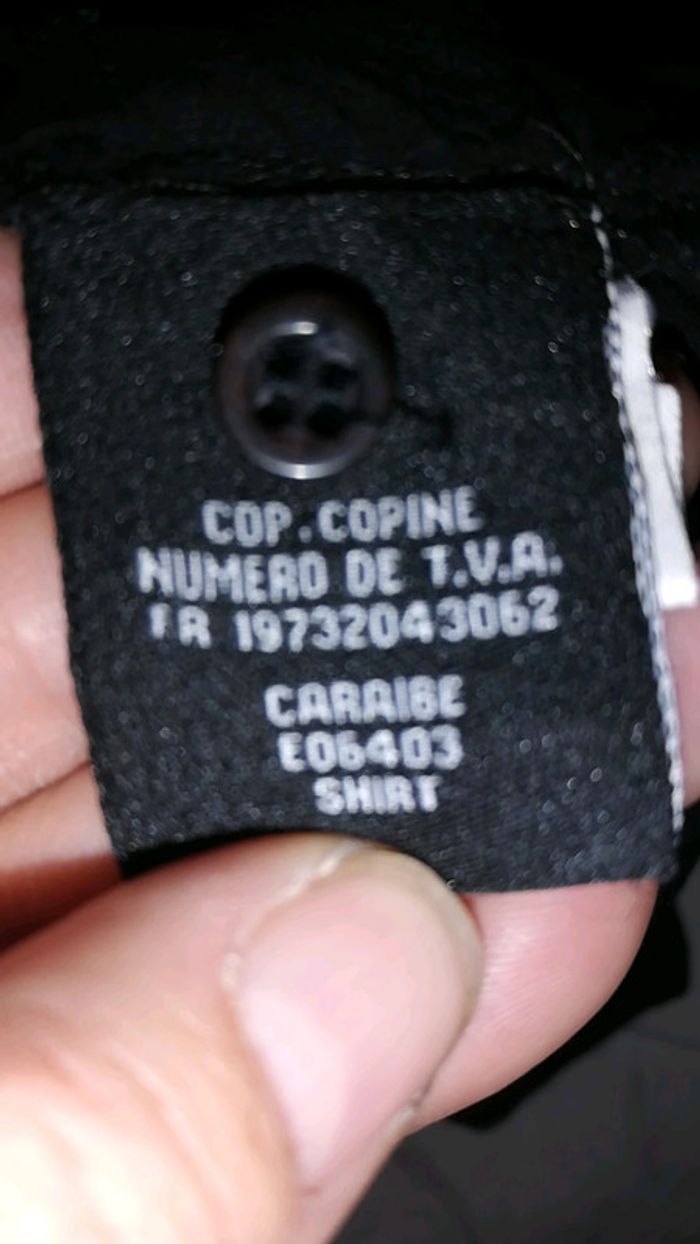 COP.COPINE
NUMERO DE T.V.A.
FR 19732043062
CARAIBE
E06403
SHIRT